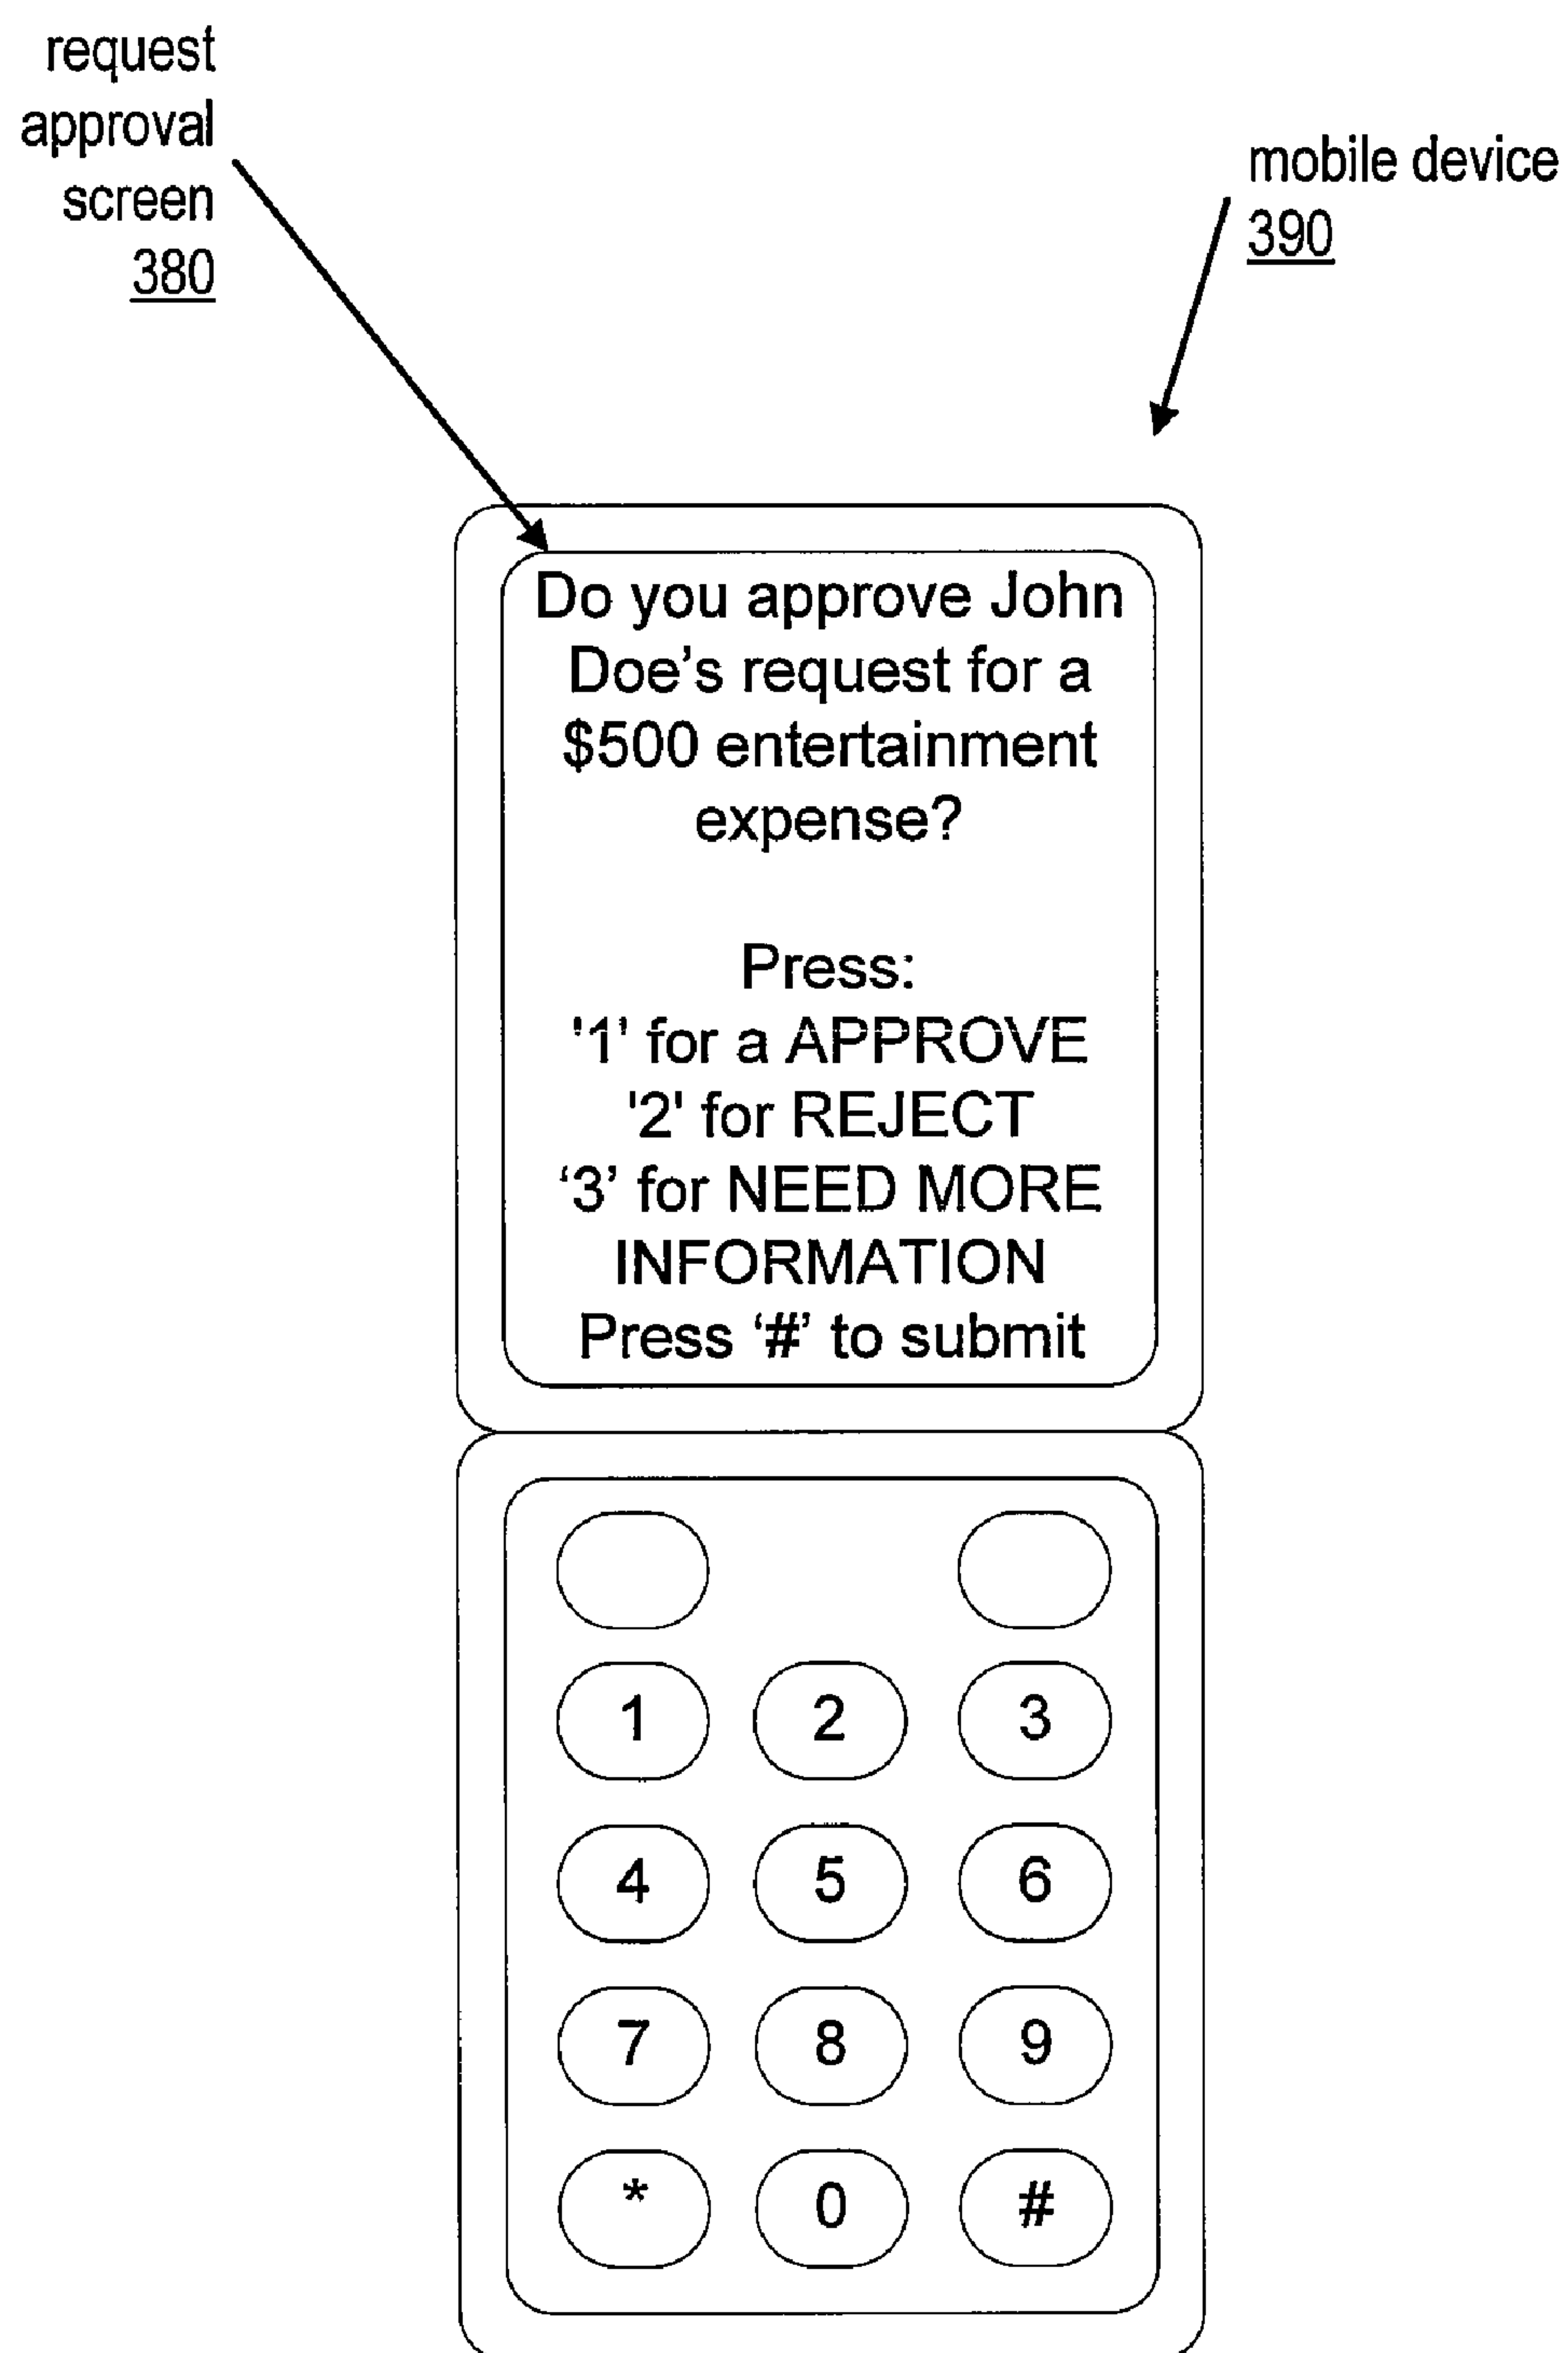 request
approval
screen
380
mobile device
390
Do you approve John
Doe's request for a
$500 entertainment
expense?
Press:
'1' for a APPROVE
'2' for REJECT
‘3’ for NEED MORE
INFORMATION
Press ‘#’ to submit
1 2 3
4 5 6
7 8 9
* 0 #